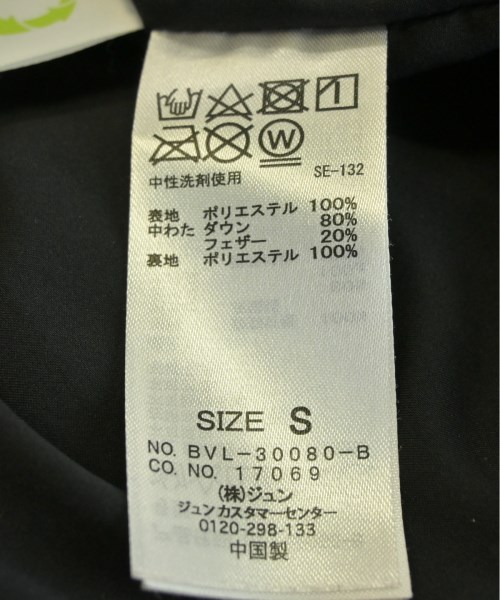 W
中性洗剤使用 SE-132
表地 ポリエステル 100%
中わた ダウン 80%
フェザー 20%
裏地 ポリエステル 100%
SIZE S
NO. BVL-30080-B
CO. NO. 17069
(株)ジュン
ジュン カスタマーセンター
0120-298-133
中国製